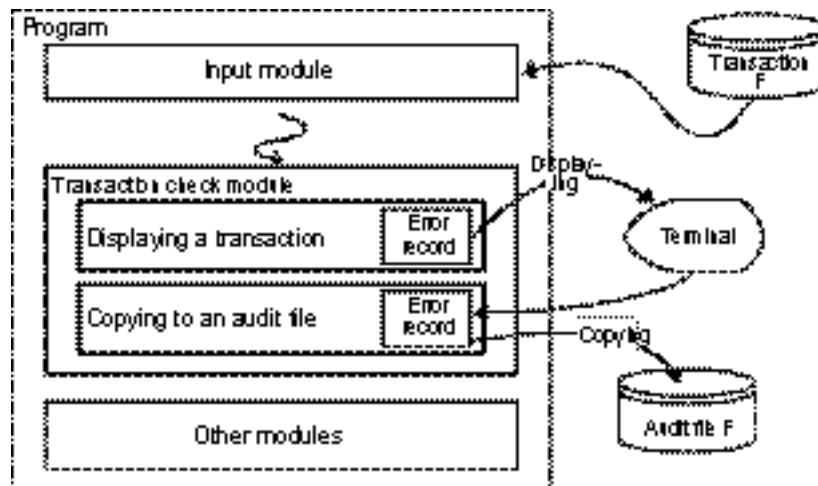 Program
Input module
Transaction
F
Transaction check module
Display-
ing
Displaying a transaction
Error
record
Terminal
Copying to an audit file
Error
record
Copying
Audit file F
Other modules